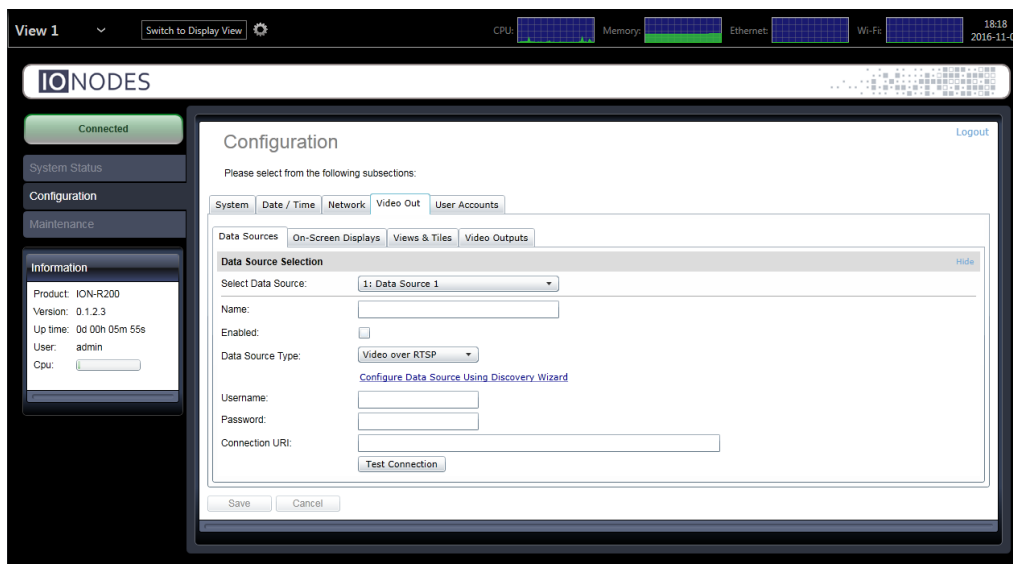 View 1 Switch to Display View CPU: Memory: Ethernet: Wi-Fi: 18:18
2016-11-0
IONODES
Connected
System Status
Configuration
Maintenance
Information
Product: ION-R200
Version: 0.1.2.3
Up time: 0d 00h 05m 55s
User: admin
Cpu:
Configuration
Logout
Please select from the following subsections:
System Date / Time Network Video Out User Accounts
Data Sources On-Screen Displays Views & Tiles Video Outputs
Data Source Selection Hide
Select Data Source: 1: Data Source 1
Name:
Enabled:
Data Source Type: Video over RTSP
Configure Data Source Using Discovery Wizard
Username:
Password:
Connection URI:
Test Connection
Save Cancel